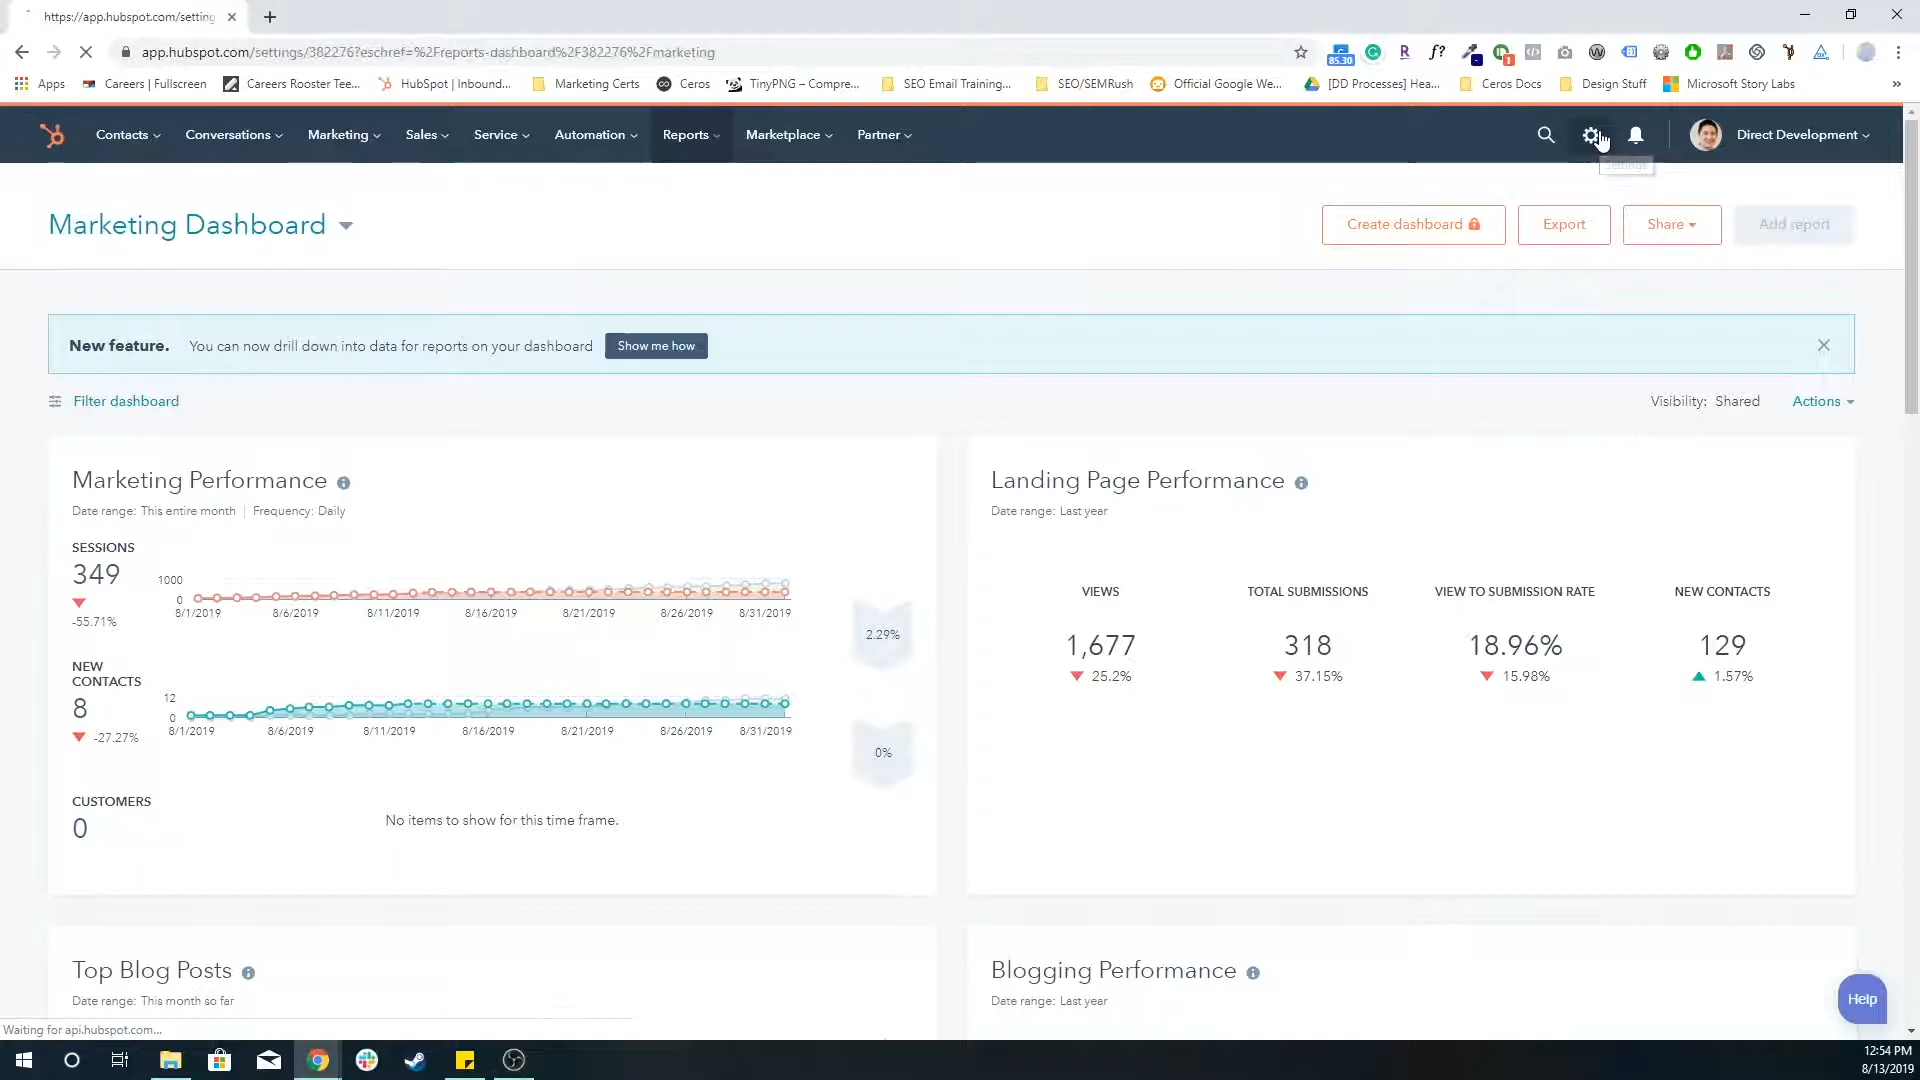 https://app.hubspot.com/setting
app.hubspot.com/settings/382276?eschref=%2Freports-dashboard%2F382276%2Fmarketing
85.30
f?
1
Apps
Careers | Fullscreen
Careers Rooster Tee...
HubSpot | Inbound...
Marketing Certs
Ceros
TinyPNG – Compre...
SEO Email Training...
SEO/SEMRush
Official Google We...
[DD Processes] Hea...
Ceros Docs
Design Stuff
Microsoft Story Labs
»
Contacts
Conversations
Marketing
Sales
Service
Automation
Reports
Marketplace
Partner
Direct Development
Settings
Marketing Dashboard
Create dashboard
Export
Share
Add report
New feature. You can now drill down into data for reports on your dashboard
Show me how
Filter dashboard
Visibility: Shared
Actions
Marketing Performance
Date range: This entire month | Frequency: Daily
SESSIONS
349
-55.71%
1000
0
8/1/2019 8/6/2019 8/11/2019 8/16/2019 8/21/2019 8/26/2019 8/31/2019
2.29%
NEW
CONTACTS
8
-27.27%
12
0
8/1/2019 8/6/2019 8/11/2019 8/16/2019 8/21/2019 8/26/2019 8/31/2019
0%
CUSTOMERS
0
No items to show for this time frame.
Landing Page Performance
Date range: Last year
VIEWS
1,677
25.2%
TOTAL SUBMISSIONS
318
37.15%
VIEW TO SUBMISSION RATE
18.96%
15.98%
NEW CONTACTS
129
1.57%
Top Blog Posts
Date range: This month so far
Blogging Performance
Date range: Last year
Help
Waiting for api.hubspot.com...
12:54 PM
8/13/2019